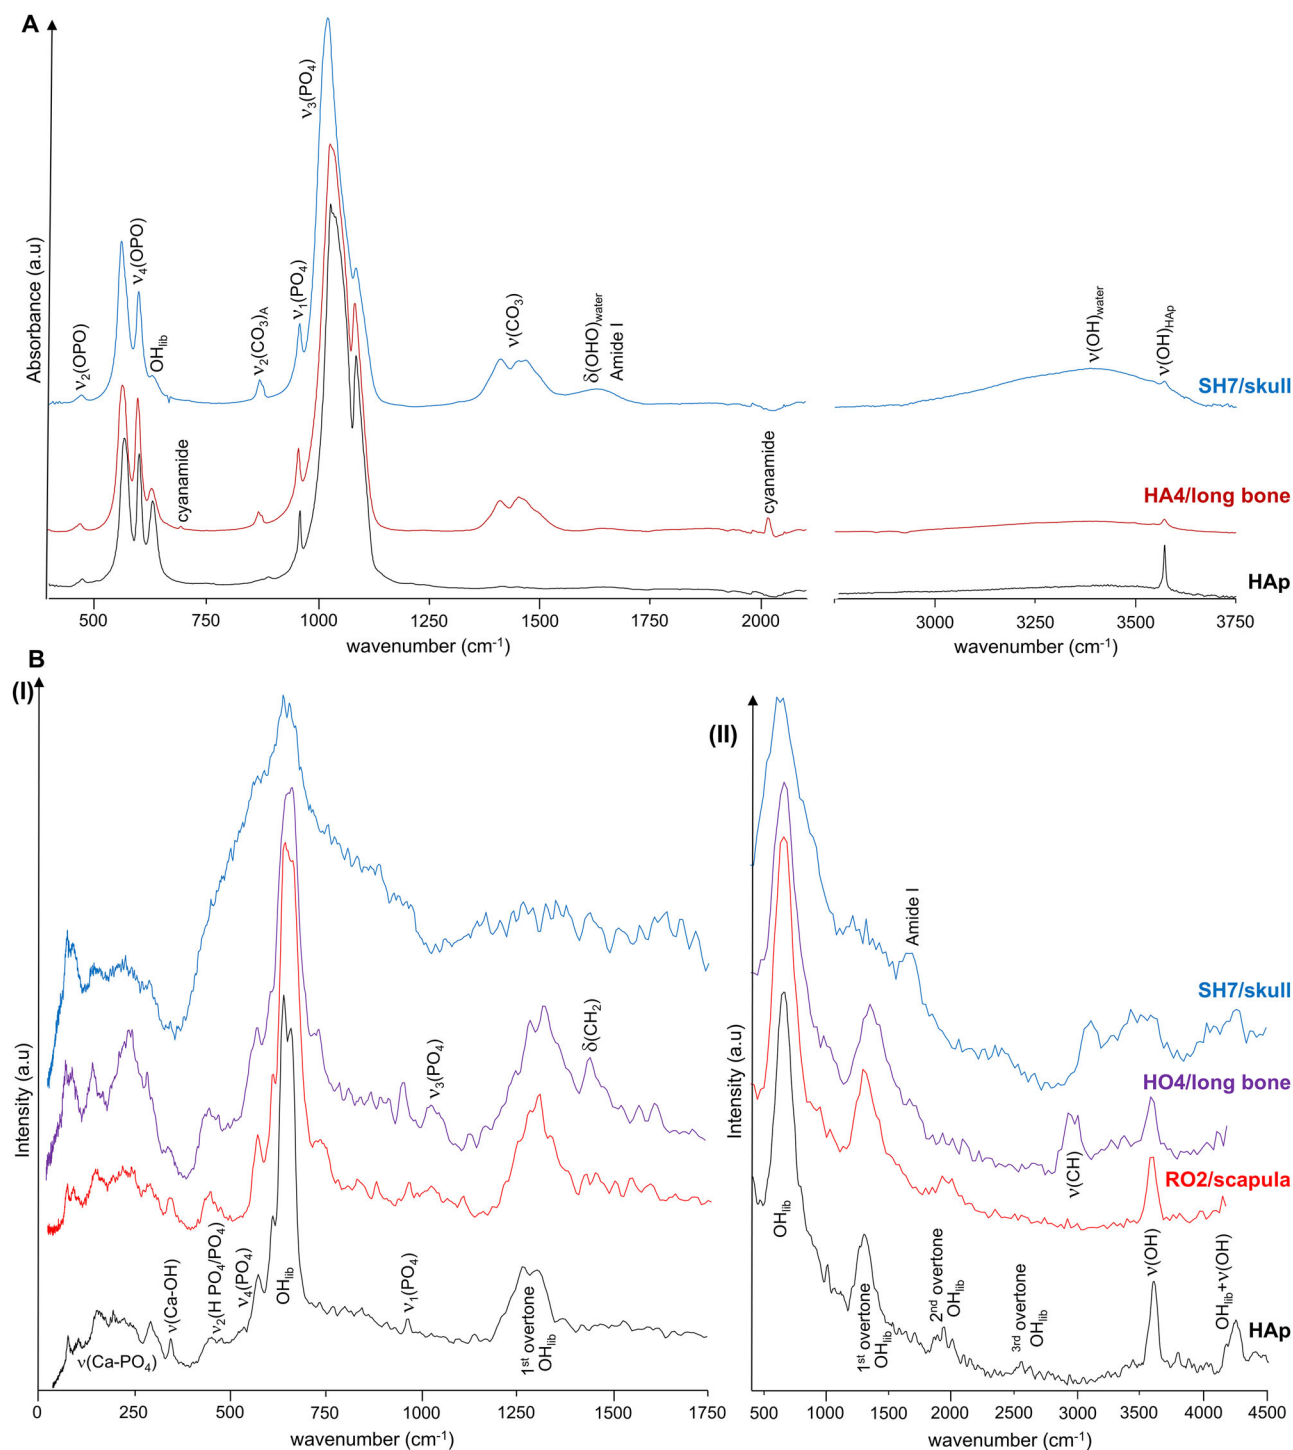 A
Absorbance (a.u)
ν2(OPO)
ν4(OPO)
OHlib
cyanamide
ν2(CO3)A
ν1(PO4)
ν3(PO4)
ν(CO3)
δ(OHO)water
Amide I
cyanamide
ν(OH)water
ν(OH)HAp
SH7/skull
HA4/long bone
HAp
500 750 1000 1250 1500 1750 2000 3000 3250 3500 3750
wavenumber (cm-1) wavenumber (cm-1)
B
(I)
Intensity (a.u)
ν(Ca-PO4)
ν(Ca-OH)
ν2(H PO4/PO4)
ν4(PO4)
OHlib
ν1(PO4)
ν3(PO4)
1st overtone
OHlib
δ(CH2)
0 250 500 750 1000 1250 1500 1750
wavenumber (cm-1)
(II)
Intensity (a.u)
OHlib
1st overtone
OHlib
Amide I
2nd overtone
OHlib
3rd overtone
OHlib
ν(CH)
ν(OH)
OHlib+ν(OH)
SH7/skull
HO4/long bone
RO2/scapula
HAp
500 1000 1500 2000 2500 3000 3500 4000 4500
wavenumber (cm-1)